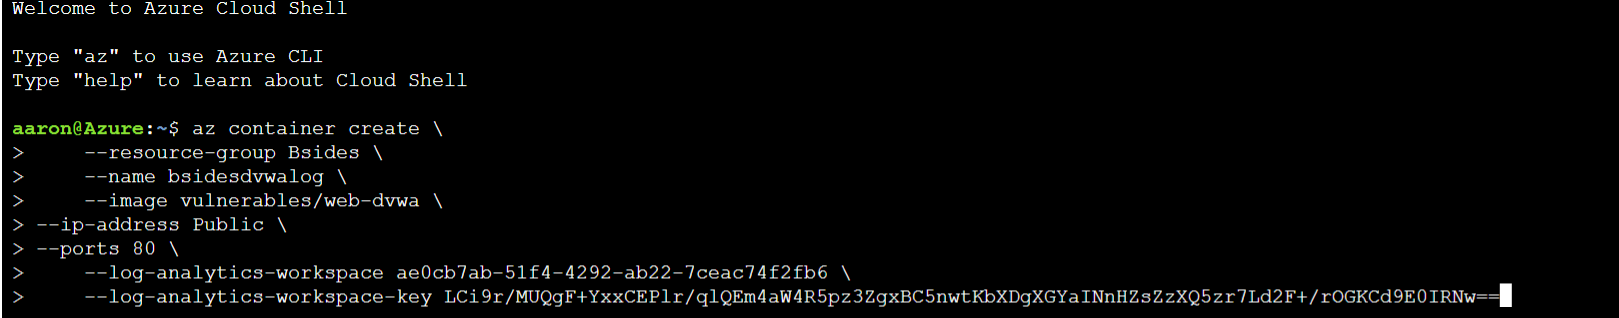 Welcome to Azure Cloud Shell
Type "az" to use Azure CLI
Type "help" to learn about Cloud Shell
aaron@Azure:~$ az container create \
>     --resource-group Bsides \
>     --name bsidesdvwalog \
>     --image vulnerables/web-dvwa \
> --ip-address Public \
> --ports 80 \
>     --log-analytics-workspace ae0cb7ab-51f4-4292-ab22-7ceac74f2fb6 \
>     --log-analytics-workspace-key LCi9r/MUQgF+YxxCEPlr/qlQEm4aW4R5pz3ZgxBC5nwtKbXDgXGYaINnHZsZzXQ5zr7Ld2F+/rOGKCd9E0IRNw==